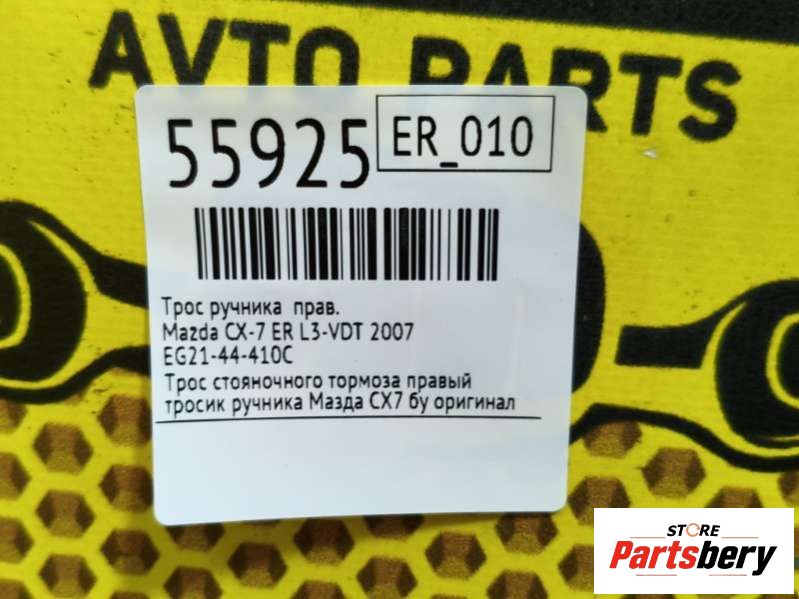 AVTO PARTS
55925
ER_010
Трос ручника прав.
Mazda CX-7 ER L3-VDT 2007
EG21-44-410C
Трос стояночного тормоза правый
тросик ручника Мазда СХ7 бу оригинал
STORE
Partsbery